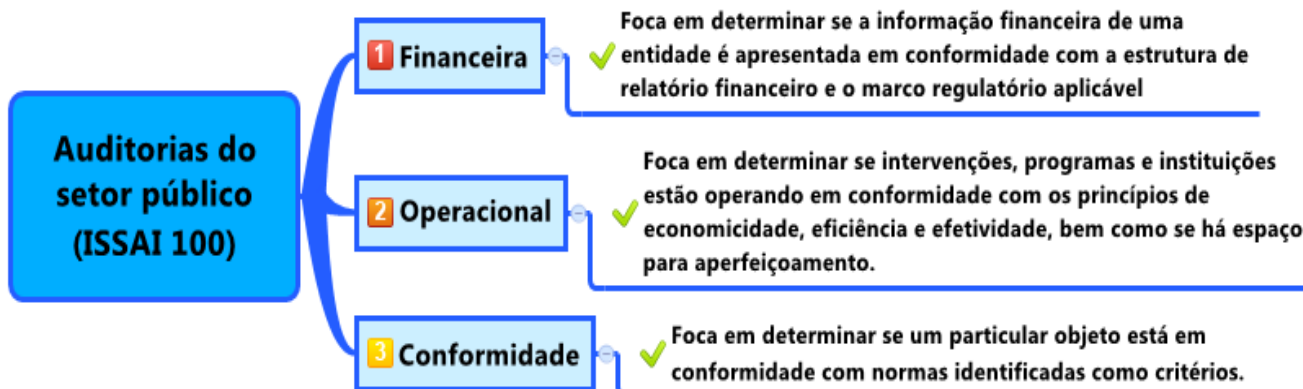 Auditorias do
setor público
(ISSAI 100)
1 Financeira
Foca em determinar se a informação financeira de uma
entidade é apresentada em conformidade com a estrutura de
relatório financeiro e o marco regulatório aplicável
2 Operacional
Foca em determinar se intervenções, programas e instituições
estão operando em conformidade com os princípios de
economicidade, eficiência e efetividade, bem como se há espaço
para aperfeiçoamento.
3 Conformidade
Foca em determinar se um particular objeto está em
conformidade com normas identificadas como critérios.